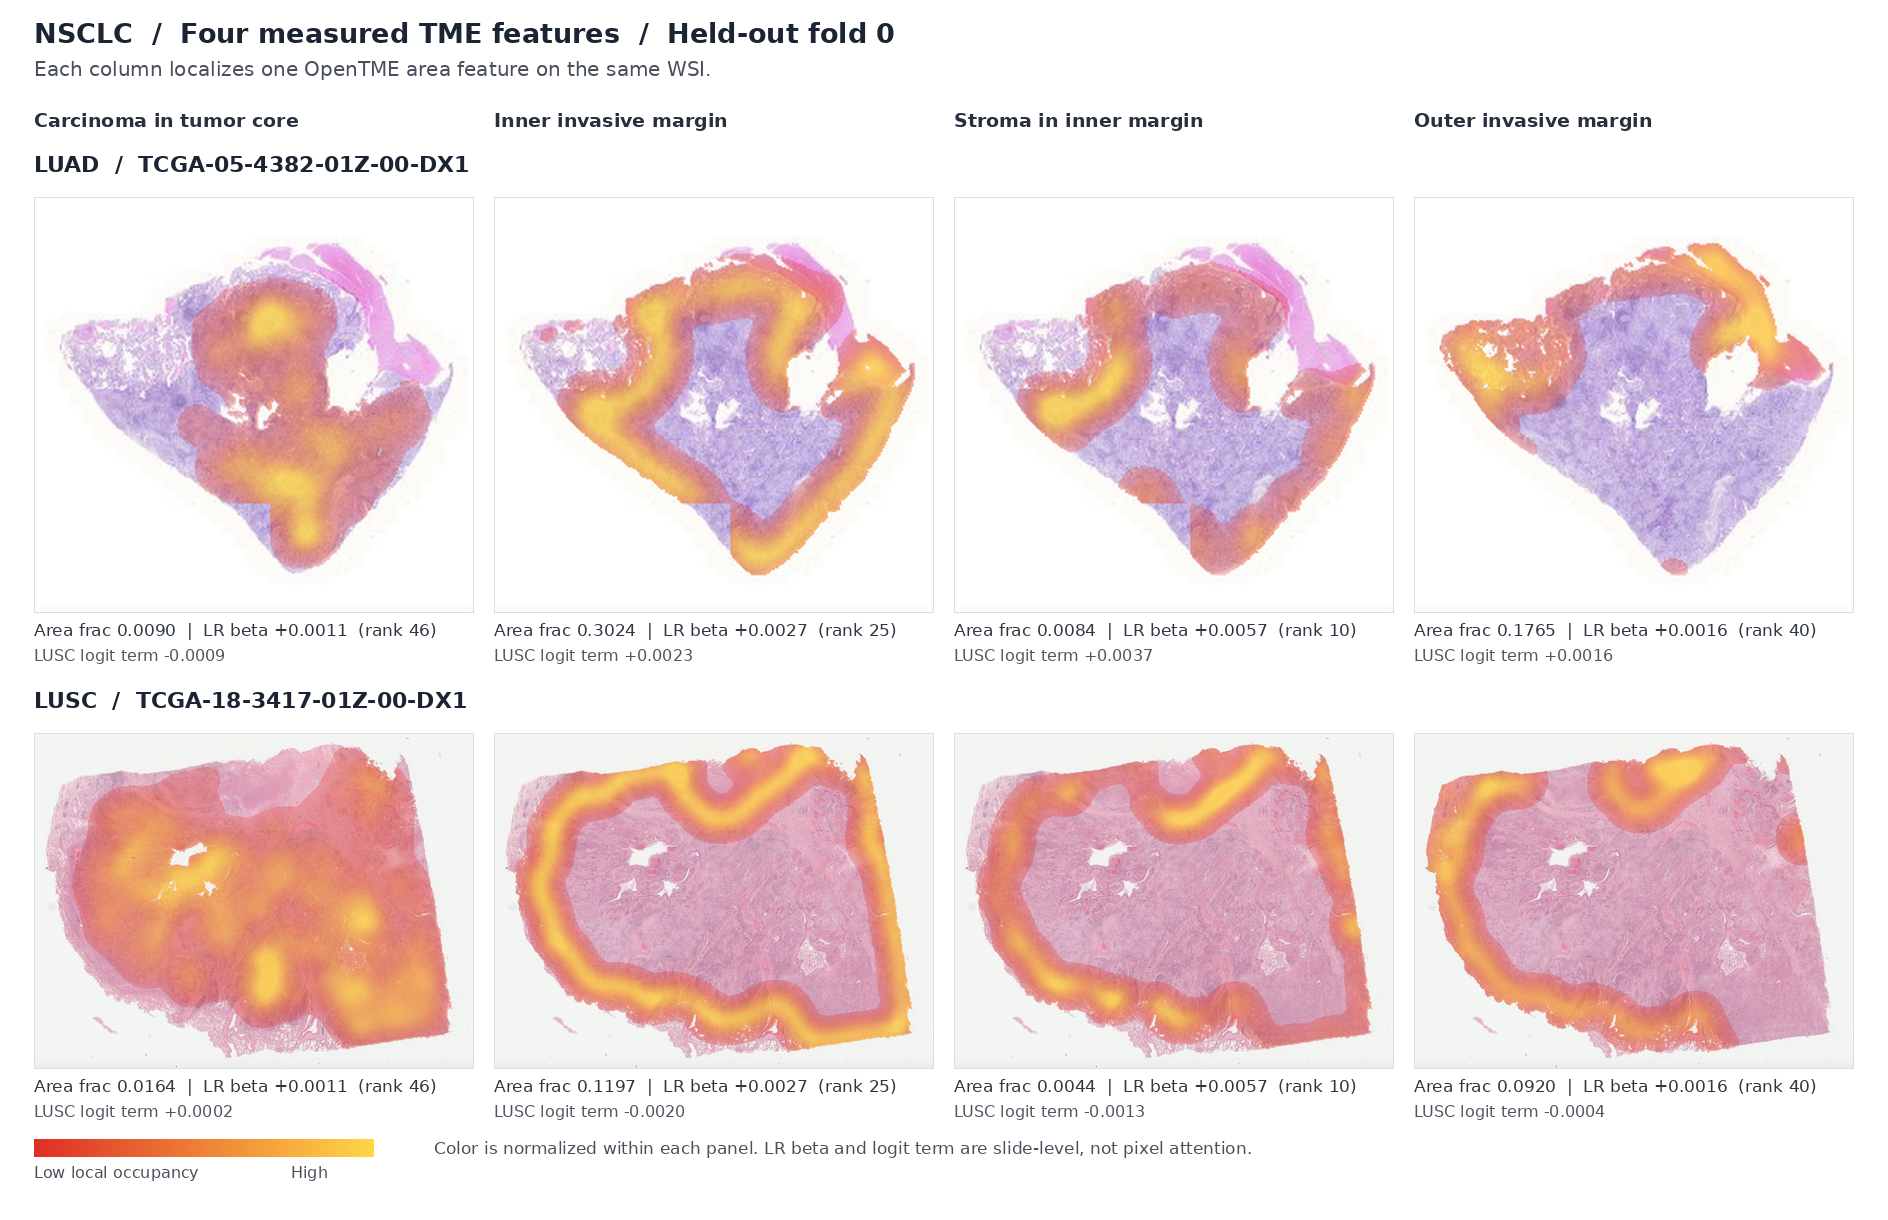 NSCLC / Four measured TME features / Held-out fold 0
Each column localizes one OpenTME area feature on the same WSI.
Carcinoma in tumor core
Inner invasive margin
Stroma in inner margin
Outer invasive margin
LUAD / TCGA-05-4382-01Z-00-DX1
Area frac 0.0090 | LR beta +0.0011 (rank 46)
LUSC logit term -0.0009
Area frac 0.3024 | LR beta +0.0027 (rank 25)
LUSC logit term +0.0023
Area frac 0.0084 | LR beta +0.0057 (rank 10)
LUSC logit term +0.0037
Area frac 0.1765 | LR beta +0.0016 (rank 40)
LUSC logit term +0.0016
LUSC / TCGA-18-3417-01Z-00-DX1
Area frac 0.0164 | LR beta +0.0011 (rank 46)
LUSC logit term +0.0002
Area frac 0.1197 | LR beta +0.0027 (rank 25)
LUSC logit term -0.0020
Area frac 0.0044 | LR beta +0.0057 (rank 10)
LUSC logit term -0.0013
Area frac 0.0920 | LR beta +0.0016 (rank 40)
LUSC logit term -0.0004
Low local occupancy
High
Color is normalized within each panel. LR beta and logit term are slide-level, not pixel attention.